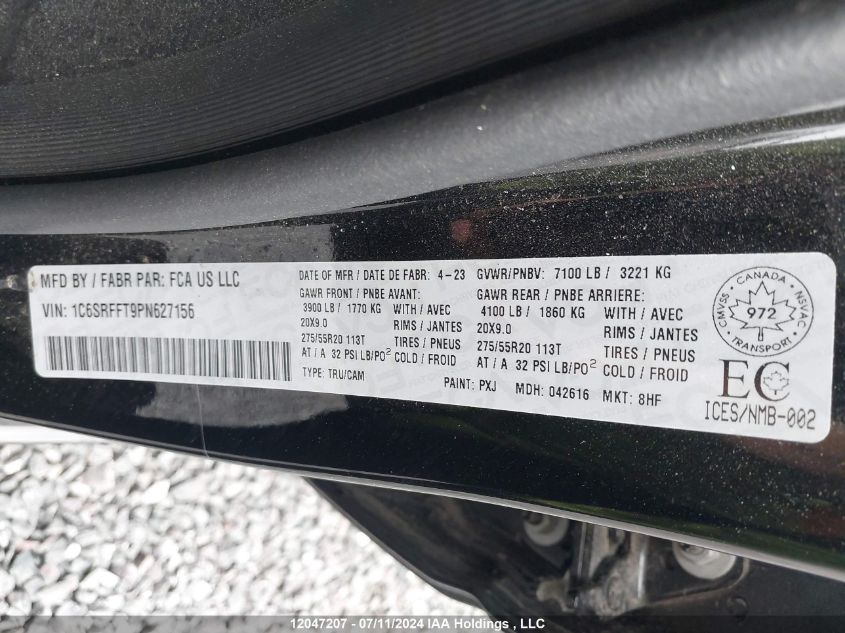 MFD BY / FABR PAR: FCA US LLC
VIN: 1C6SRFFT9PN627156
DATE OF MFR / DATE DE FABR: 4-23
GAWR FRONT / PNBE AVANT:
3900 LB / 1770 KG WITH / AVEC
20X9.0 RIMS / JANTES
275/55R20 113T TIRES / PNEUS
AT / A 32 PSI LB/PO² COLD / FROID
TYPE: TRU/CAM
GVWR/PNBV: 7100 LB / 3221 KG
GAWR REAR / PNBE ARRIERE:
4100 LB / 1860 KG WITH / AVEC
20X9.0 RIMS / JANTES
275/55R20 113T TIRES / PNEUS
AT / A 32 PSI LB/PO² COLD / FROID
PAINT: PXJ MDH: 042616 MKT: 8HF
CMVSS CANADA NSVAC
972
TRANSPORT
EC
ICES/NMB-002
12047207 - 07/11/2024 IAA Holdings , LLC